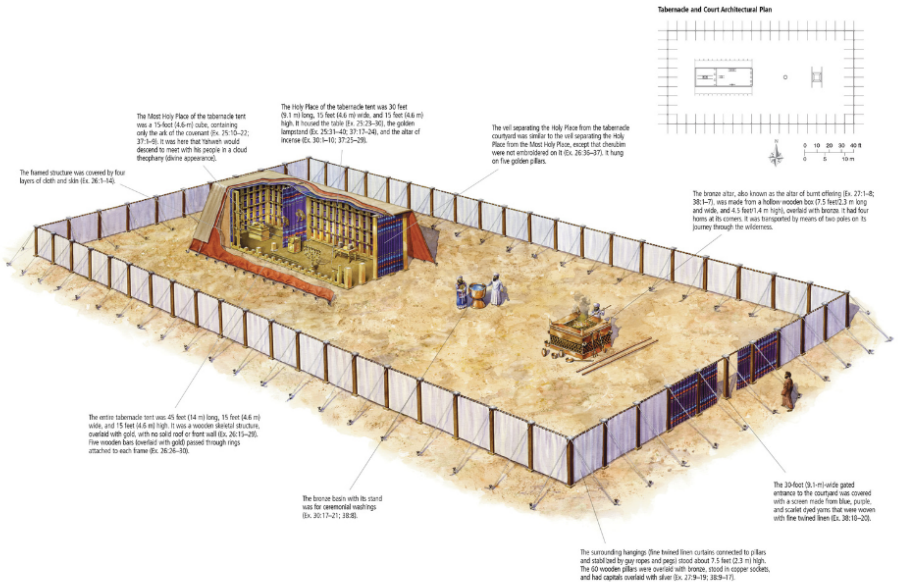 Tabernacle and Court Architectural Plan
0 10 20 30 40 ft
0 5 10 m
The Most Holy Place of the tabernacle tent
was a 15-foot (4.6-m) cube, containing
only the ark of the covenant (Ex. 25:10–22;
37:1–9). It was here that Yahweh would
descend to meet with his people in a cloud
theophany (divine appearance).
The Holy Place of the tabernacle tent was 30 feet
(9.1 m) long, 15 feet (4.6 m) wide, and 15 feet (4.6 m)
high. It housed the table (Ex. 25:23–30), the golden
lampstand (Ex. 25:31–40; 37:17–24), and the altar of
incense (Ex. 30:1–10; 37:25–29).
The veil separating the Holy Place from the tabernacle
courtyard was similar to the veil separating the Holy
Place from the Most Holy Place, except that cherubim
were not embroidered on it (Ex. 26:36–37). It hung
on five golden pillars.
The framed structure was covered by four
layers of cloth and skin (Ex. 26:1–14).
The bronze altar, also known as the altar of burnt offering (Ex. 27:1–8;
38:1–7), was made from a hollow wooden box (7.5 feet/2.3 m long
and wide, and 4.5 feet/1.4 m high), overlaid with bronze. It had four
horns at its corners. It was transported by means of two poles on its
journey through the wilderness.
The entire tabernacle tent was 45 feet (14 m) long, 15 feet (4.6 m)
wide, and 15 feet (4.6 m) high. It was a wooden skeletal structure,
overlaid with gold, with no solid roof or front wall (Ex. 26:15–29).
Five wooden bars (overlaid with gold) passed through rings
attached to each frame (Ex. 26:26–30).
The bronze basin with its stand
was for ceremonial washings
(Ex. 30:17–21; 38:8).
The 30-foot (9.1-m)-wide gated
entrance to the courtyard was covered
with a screen made from blue, purple,
and scarlet dyed yarns that were woven
with fine twined linen (Ex. 38:18–20).
The surrounding hangings (fine twined linen curtains connected to pillars
and stabilized by guy ropes and pegs) stood about 7.5 feet (2.3 m) high.
The 60 wooden pillars were overlaid with bronze, stood in copper sockets,
and had capitals overlaid with silver (Ex. 27:9–19; 38:9–17).